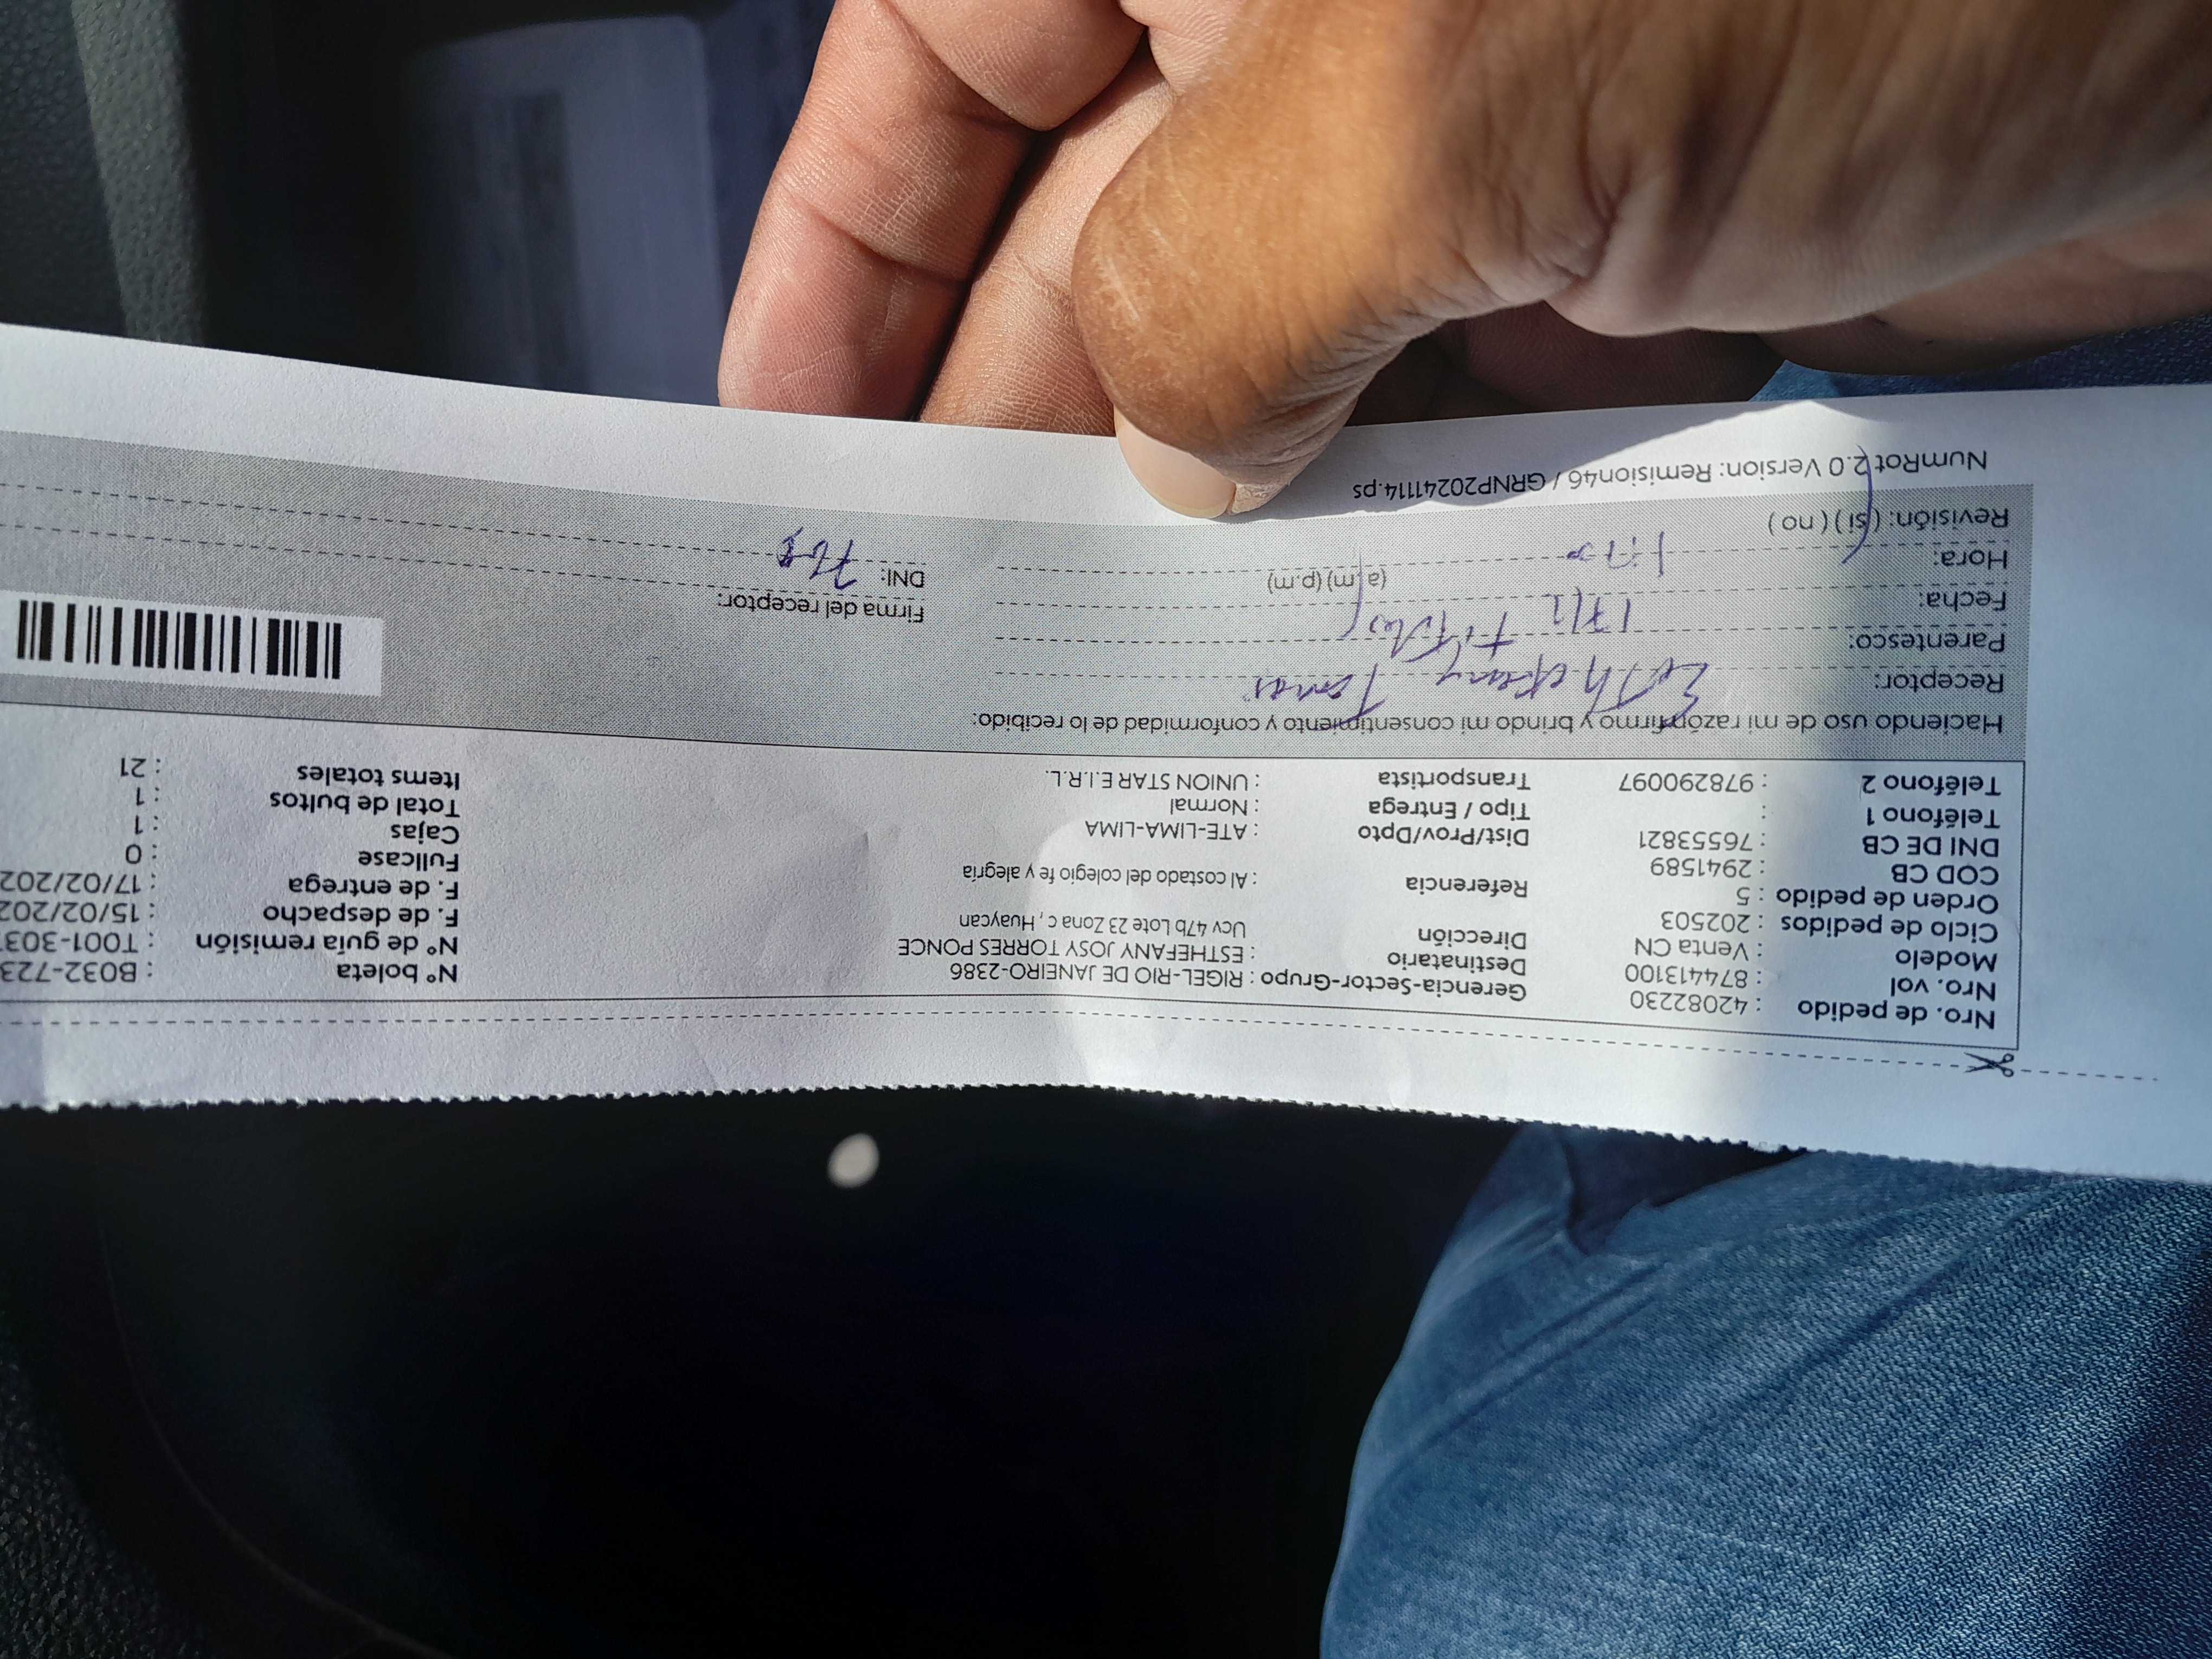 Nro. de pedido : 42082230 Gerencia-Sector-Grupo : RIGEL-RIO DE JANEIRO-2386 N° boleta : B032-723
Nro. vol : 874413100 Destinatario : ESTHEFANY JOSY TORRES PONCE N° de guía remisión : T001-303
Modelo : Venta CN Dirección Ucv 47b Lote 23 Zona c , Huaycan F. de despacho : 15/02/202
Ciclo de pedidos : 202503 F. de entrega : 17/02/202
Orden de pedido : 5 Referencia : Al costado del colegio fe y alegria Fullcase : 0
COD CB : 2941589 Cajas : 1
DNI DE CB : 76553821 Dist/Prov/Dpto : ATE-LIMA-LIMA Total de bultos : 1
Teléfono 1 : Tipo / Entrega : Normal Items totales : 21
Teléfono 2 : 978290097 Transportista : UNION STAR E.I.R.L.
Haciendo uso de mi razón firmo y brindo mi consentimiento y conformidad de lo recibido:
Receptor:
Parentesco: Firma del receptor:
Fecha: DNI:
Hora: (a.m) (p.m)
Revisión: (si) (no)
NumRot 2.0 Version: Remision46 / GRNP20241114.ps